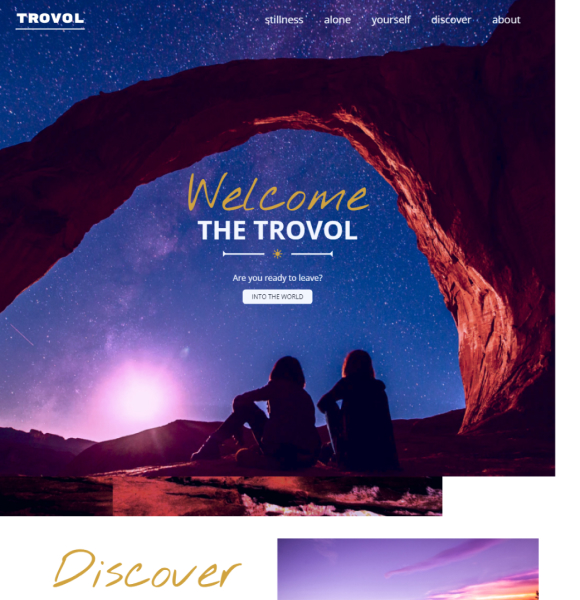 TROVOL
stillness alone yourself discover about
Welcome
THE TROVOL
Are you ready to leave?
INTO THE WORLD
Discover